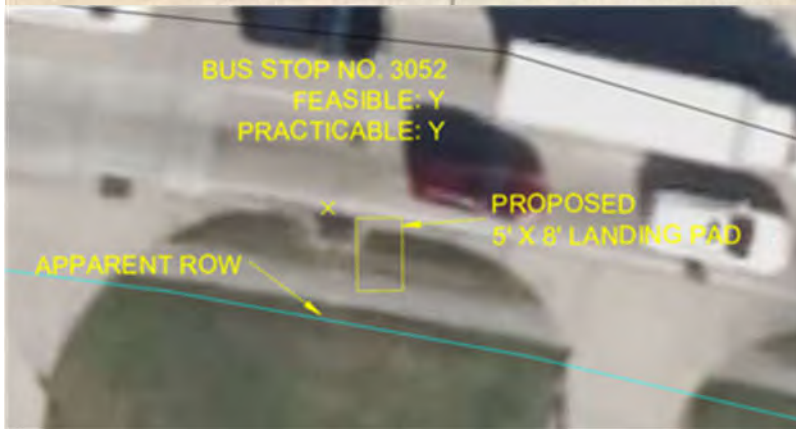 BUS STOP NO. 3052
FEASIBLE: Y
PRACTICABLE: Y
PROPOSED
5' X 8' LANDING PAD
APPARENT ROW